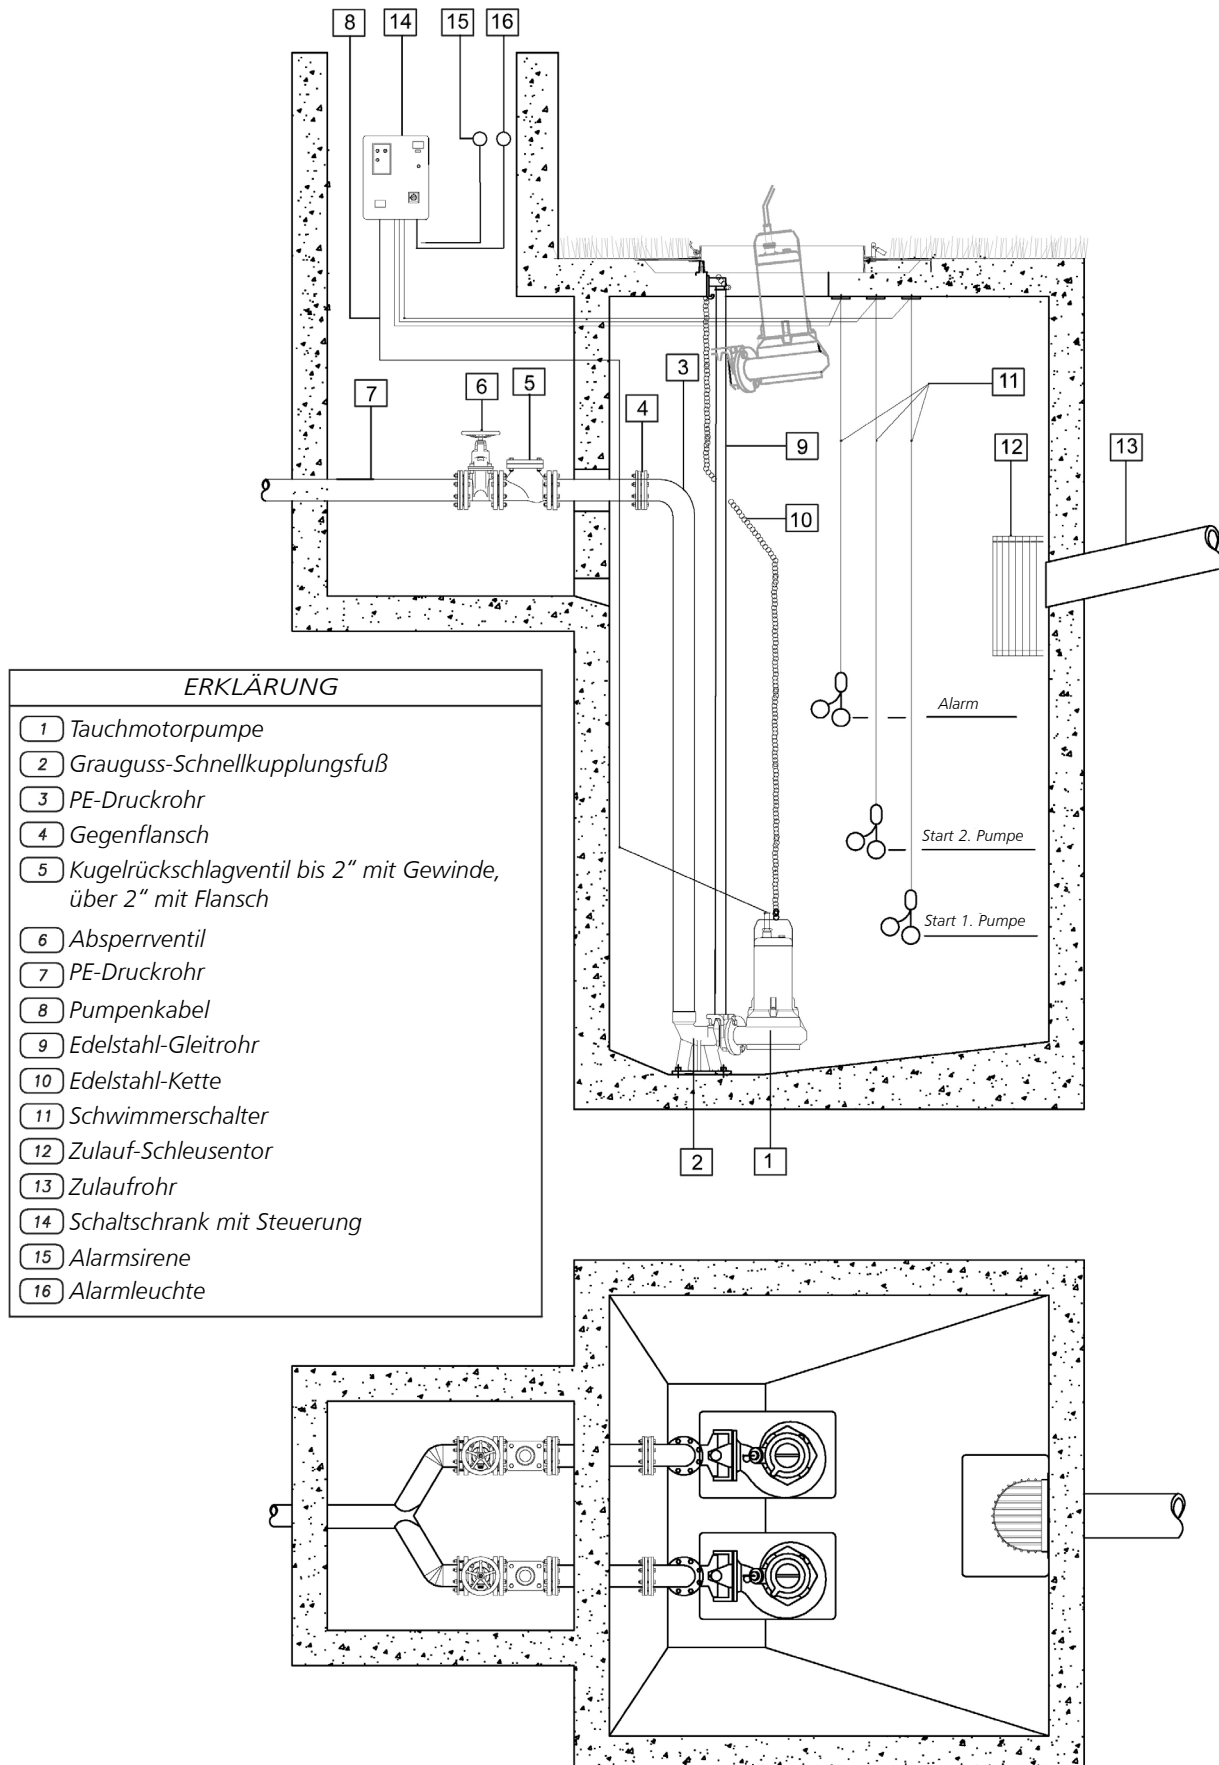 8 14 15 16
7 6 5 4 3 9 11 12 13
10
Alarm
Start 2. Pumpe
Start 1. Pumpe
2 1
ERKLÄRUNG
1 Tauchmotorpumpe
2 Grauguss-Schnellkupplungsfuß
3 PE-Druckrohr
4 Gegenflansch
5 Kugelrückschlagventil bis 2“ mit Gewinde,
über 2“ mit Flansch
6 Absperrventil
7 PE-Druckrohr
8 Pumpenkabel
9 Edelstahl-Gleitrohr
10 Edelstahl-Kette
11 Schwimmerschalter
12 Zulauf-Schleusentor
13 Zulaufrohr
14 Schaltschrank mit Steuerung
15 Alarmsirene
16 Alarmleuchte